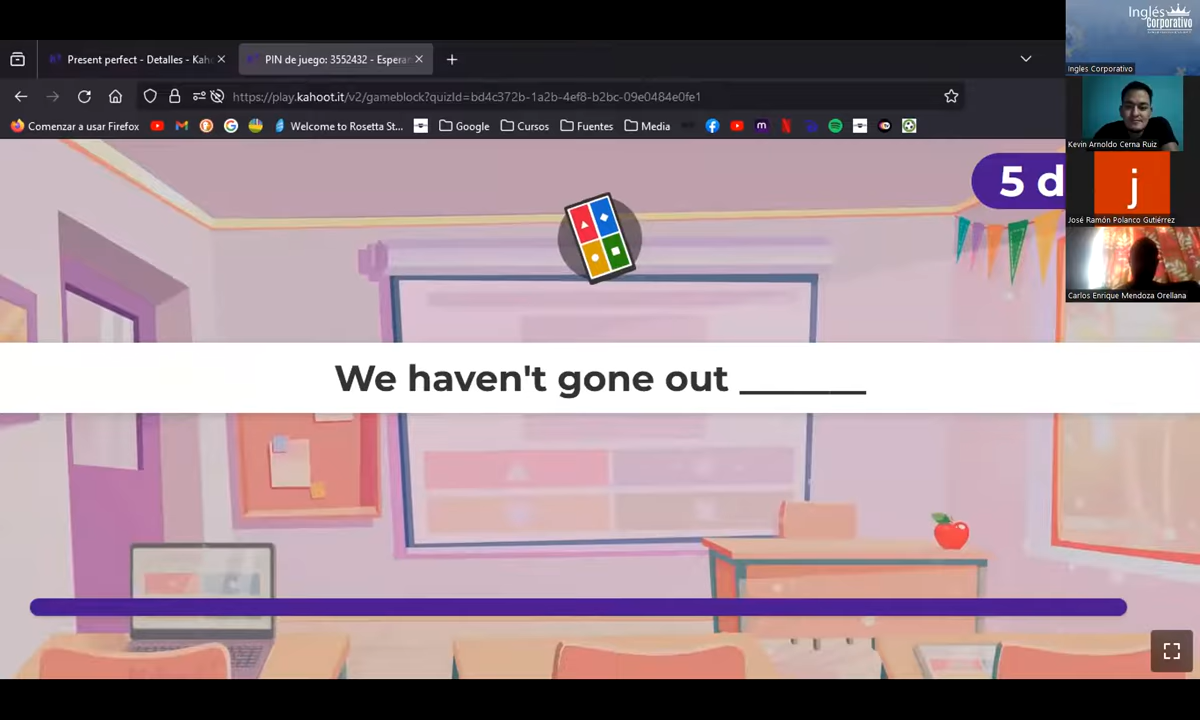 Present perfect - Detalles - Kah
PIN de juego: 3552432 - Espera
https://play.kahoot.it/v2/gameblock?quizId=bd4c372b-1a2b-4ef8-b2bc-09e0484e0fe1
Comenzar a usar Firefox
Welcome to Rosetta St...
Google
Cursos
Fuentes
Media
5 d
We haven't gone out _______
Inglés
Corporativo
Ingles Corporativo
Kevin Arnoldo Cerna Ruiz
j
José Ramón Polanco Gutiérrez
Carlos Enrique Mendoza Orellana